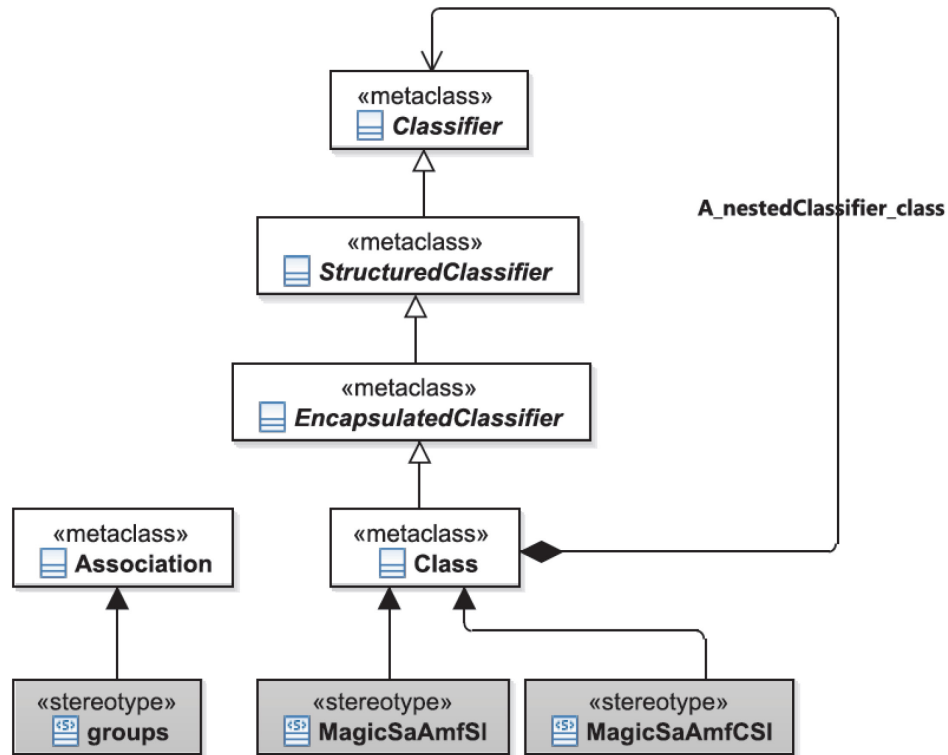 «metaclass»
Classifier
A_nestedClassifier_class
«metaclass»
StructuredClassifier
«metaclass»
EncapsulatedClassifier
«metaclass»
Association
«metaclass»
Class
«stereotype»
groups
«stereotype»
MagicSaAmfSI
«stereotype»
MagicSaAmfCSI